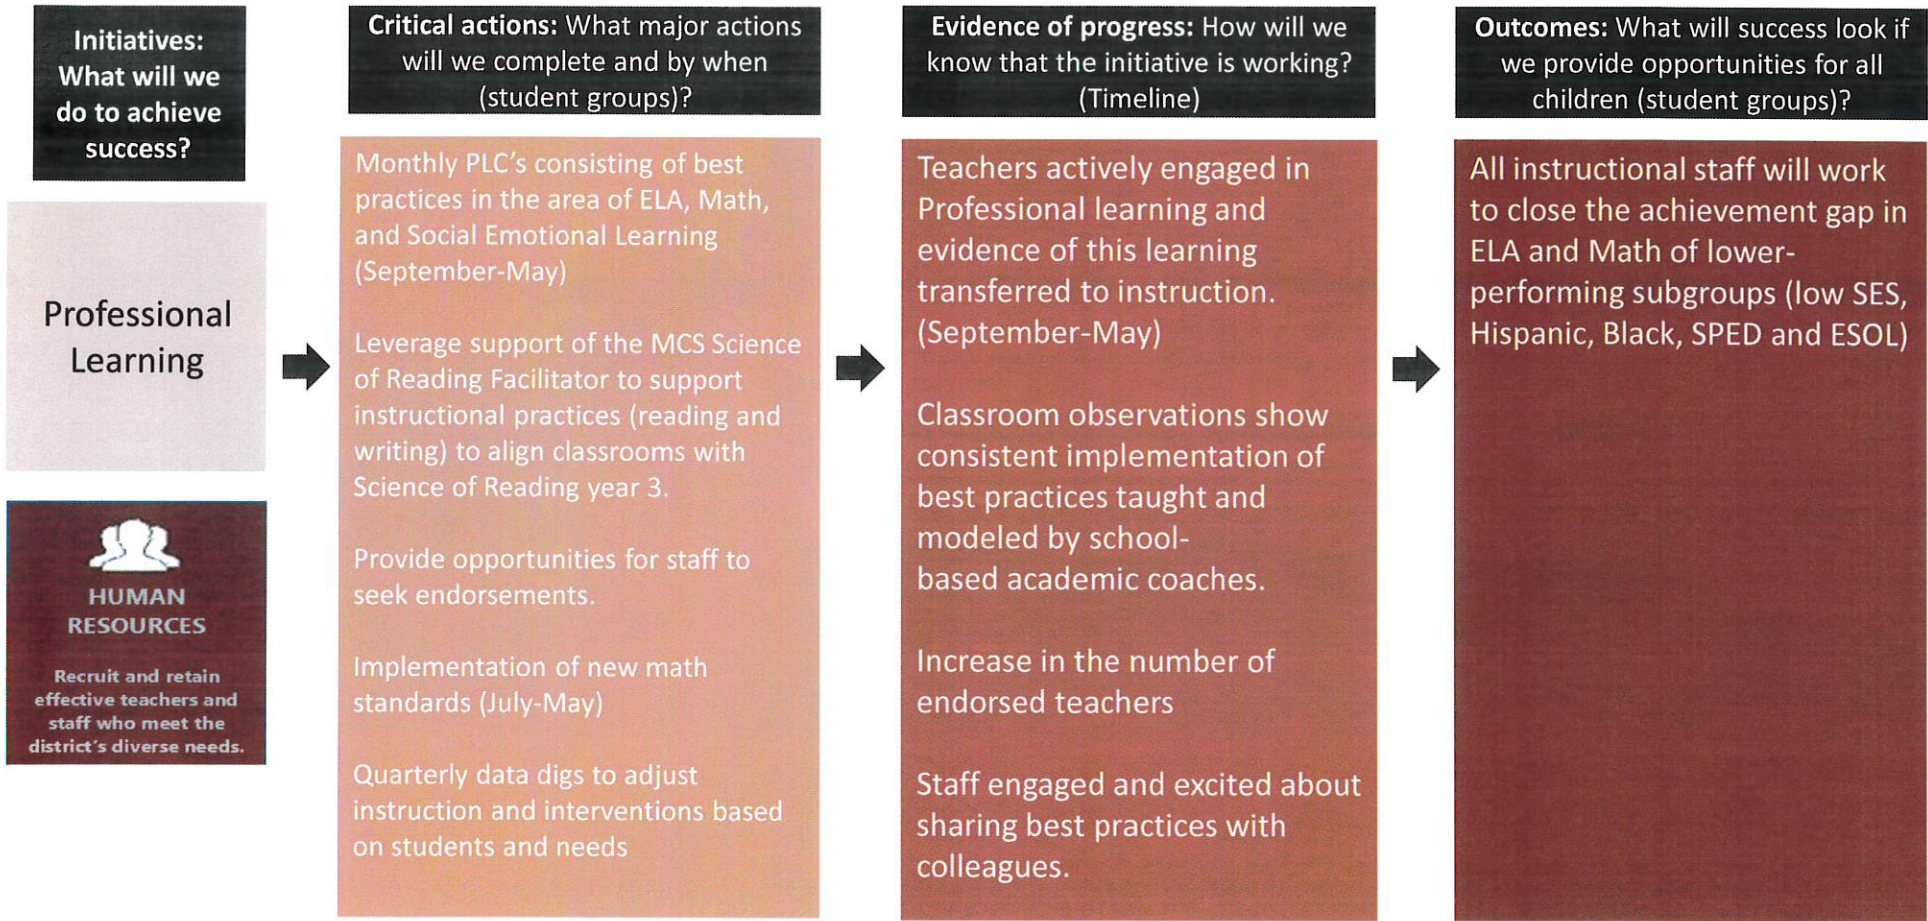 Initiatives:
What will we
do to achieve
success?
Professional
Learning
HUMAN
RESOURCES
Recruit and retain
effective teachers and
staff who meet the
district's diverse needs.
Critical actions: What major actions
will we complete and by when
(student groups)?
Monthly PLC's consisting of best
practices in the area of ELA, Math,
and Social Emotional Learning
(September-May)
Leverage support of the MCS Science
of Reading Facilitator to support
instructional practices (reading and
writing) to align classrooms with
Science of Reading year 3.
Provide opportunities for staff to
seek endorsements.
Implementation of new math
standards (July-May)
Quarterly data digs to adjust
instruction and interventions based
on students and needs
Evidence of progress: How will we
know that the initiative is working?
(Timeline)
Teachers actively engaged in
Professional learning and
evidence of this learning
transferred to instruction.
(September-May)
Classroom observations show
consistent implementation of
best practices taught and
modeled by school-
based academic coaches.
Increase in the number of
endorsed teachers
Staff engaged and excited about
sharing best practices with
colleagues.
Outcomes: What will success look if
we provide opportunities for all
children (student groups)?
All instructional staff will work
to close the achievement gap in
ELA and Math of lower-
performing subgroups (low SES,
Hispanic, Black, SPED and ESOL)